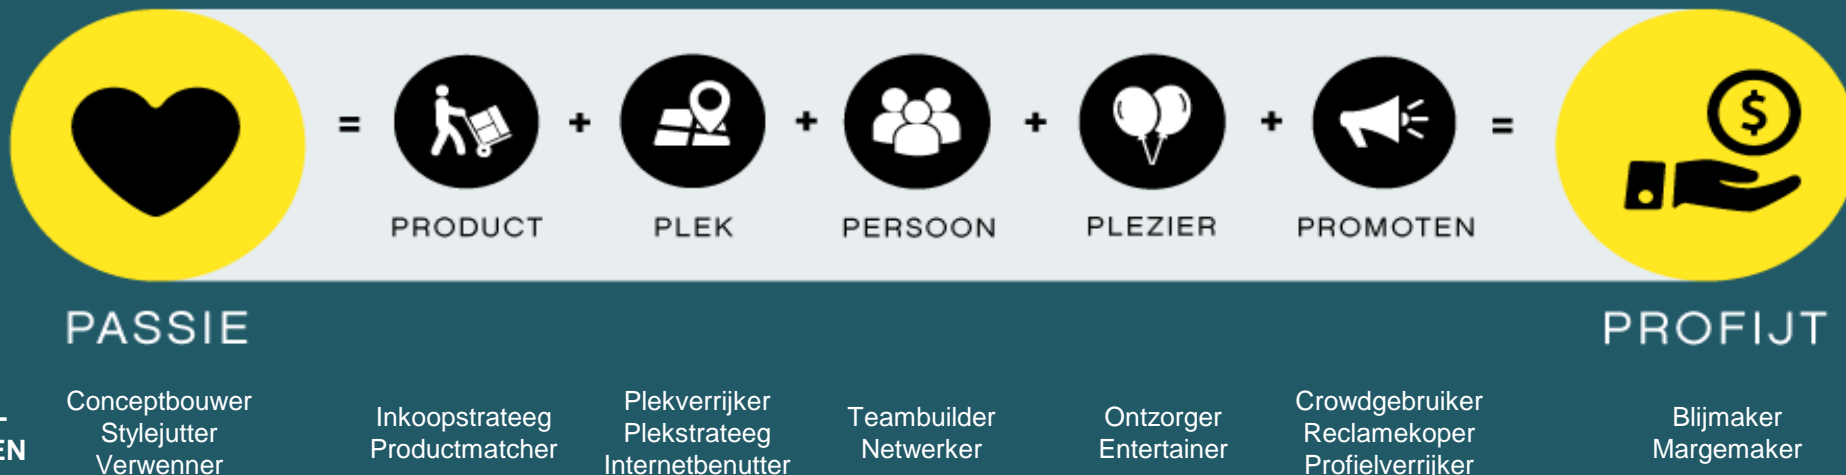 = + + + + =
$
PRODUCT PLEK PERSOON PLEZIER PROMOTEN
PASSIE PROFIJT
Conceptbouwer
Stylejutter
Verwenner
Inkoopstrateeg
Productmatcher
Plekverrijker
Plekstrateeg
Internetbenutter
Teambuilder
Netwerker
Ontzorger
Entertainer
Crowdgebruiker
Reclamekoper
Profielverrijker
Blijmaker
Margemaker